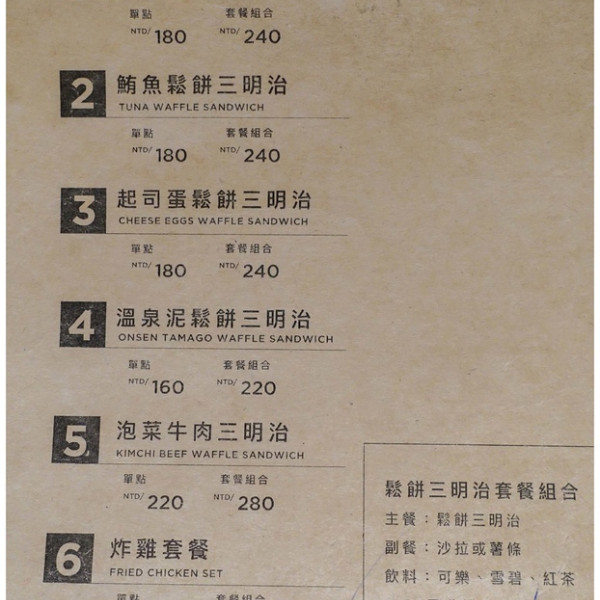 單點 套餐組合
NTD/ 180 NTD/ 240
2 鮪魚鬆餅三明治
TUNA WAFFLE SANDWICH
單點 套餐組合
NTD/ 180 NTD/ 240
3 起司蛋鬆餅三明治
CHEESE EGGS WAFFLE SANDWICH
單點 套餐組合
NTD/ 180 NTD/ 240
4 溫泉泥鬆餅三明治
ONSEN TAMAGO WAFFLE SANDWICH
單點 套餐組合
NTD/ 160 NTD/ 220
5 泡菜牛肉三明治
KIMCHI BEEF WAFFLE SANDWICH
單點 套餐組合
NTD/ 220 NTD/ 280
6 炸雞套餐
FRIED CHICKEN SET
單點 套餐組合
鬆餅三明治套餐組合
主餐：鬆餅三明治
副餐：沙拉或薯條
飲料：可樂、雪碧、紅茶